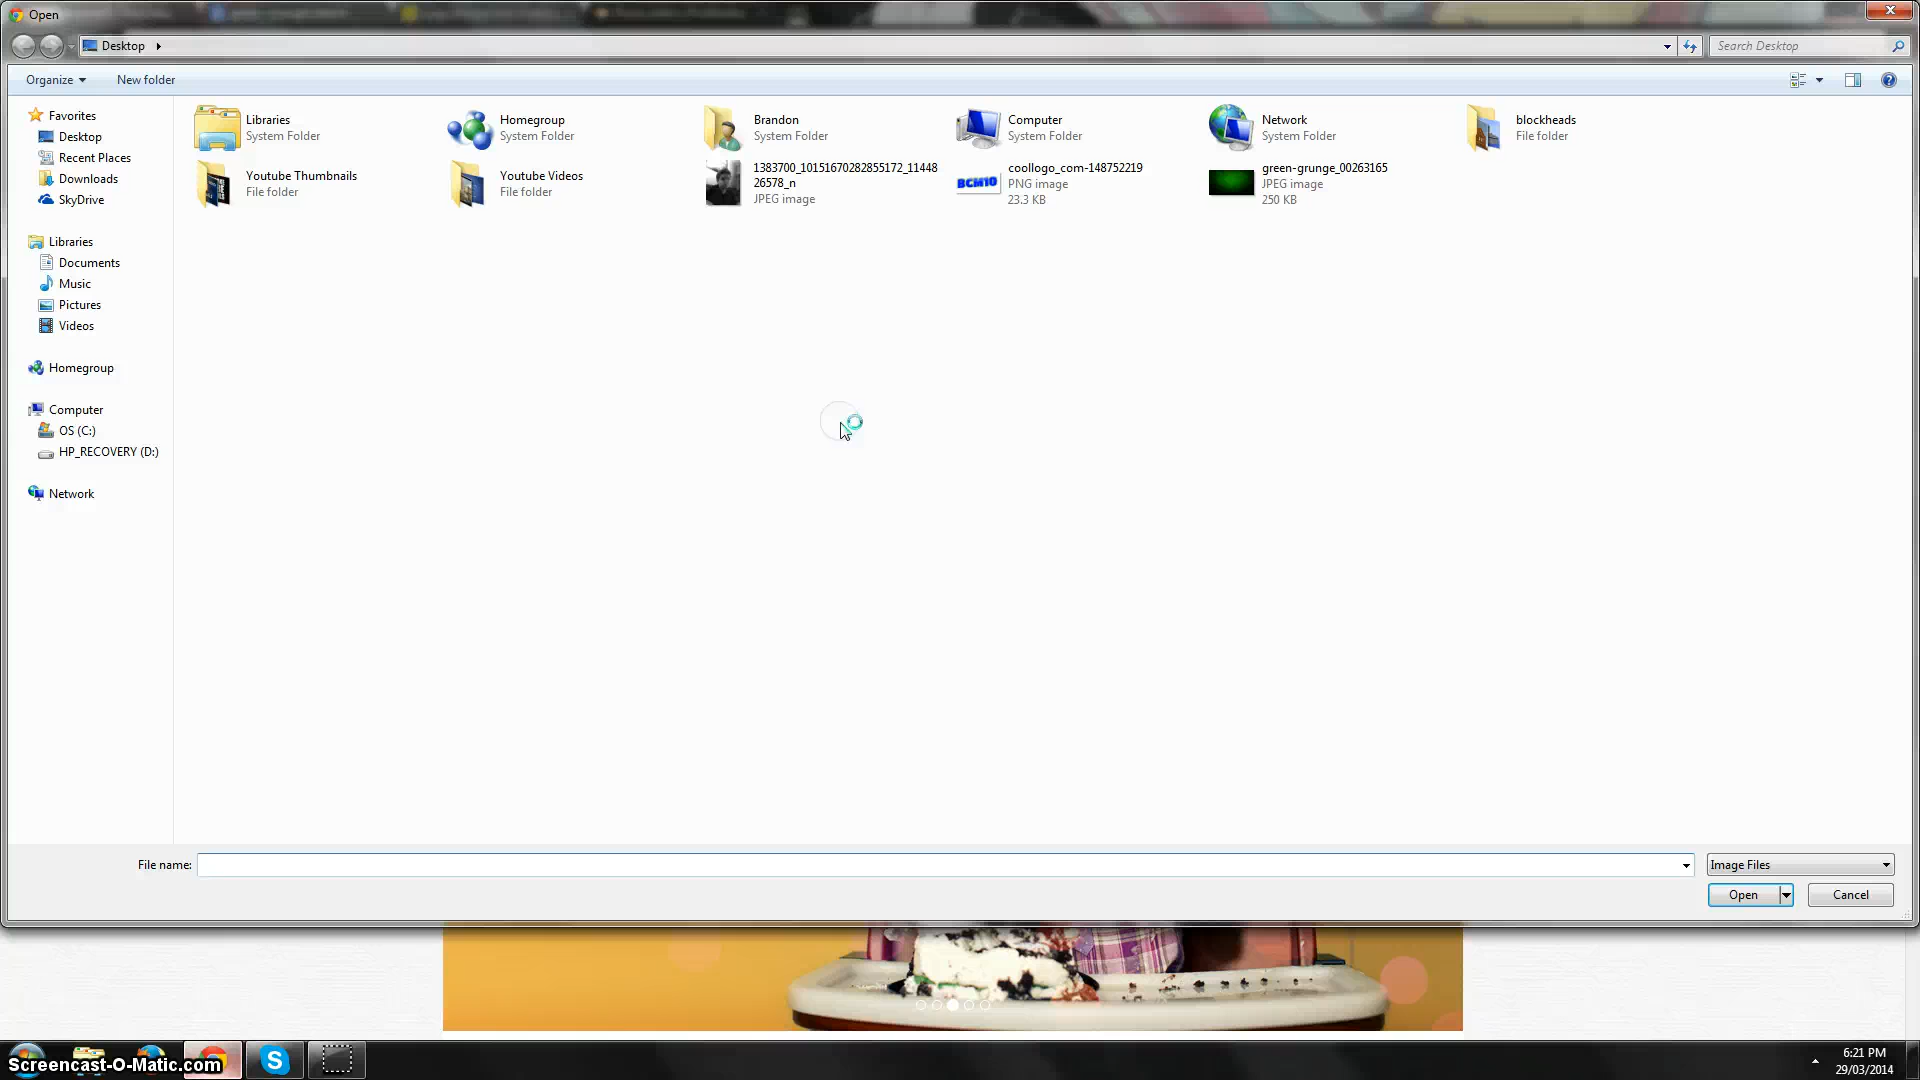 Open
Desktop
Search Desktop
Organize
New folder
Favorites
Desktop
Recent Places
Downloads
SkyDrive
Libraries
Documents
Music
Pictures
Videos
Homegroup
Computer
OS (C:)
HP_RECOVERY (D:)
Network
Libraries
System Folder
Homegroup
System Folder
Brandon
System Folder
Computer
System Folder
Network
System Folder
blockheads
File folder
Youtube Thumbnails
File folder
Youtube Videos
File folder
1383700_10151670282855172_11448
26578_n
JPEG image
BCM10
coollogo_com-148752219
PNG image
23.3 KB
green-grunge_00263165
JPEG image
250 KB
File name:
Image Files
Open
Cancel
Screencast-O-Matic.com
6:21 PM
29/03/2014